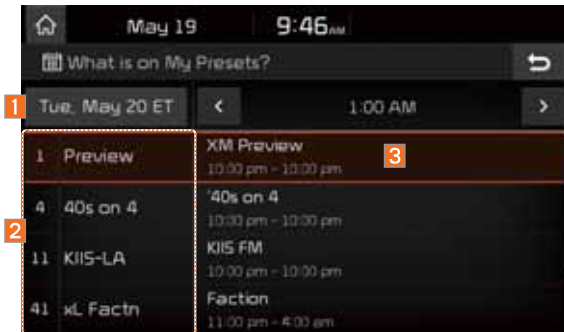 May 19 9:46AM
What is on My Presets?
1 Tue, May 20 ET < 1:00 AM >
1 Preview XM Preview 3
10:00 pm - 10:00 pm
4 40s on 4 '40s on 4
10:00 pm - 10:00 pm
2
11 KIIS-LA KIIS FM
10:00 pm - 10:00 pm
41 xL Factn Faction
11:00 pm - 4:00 am